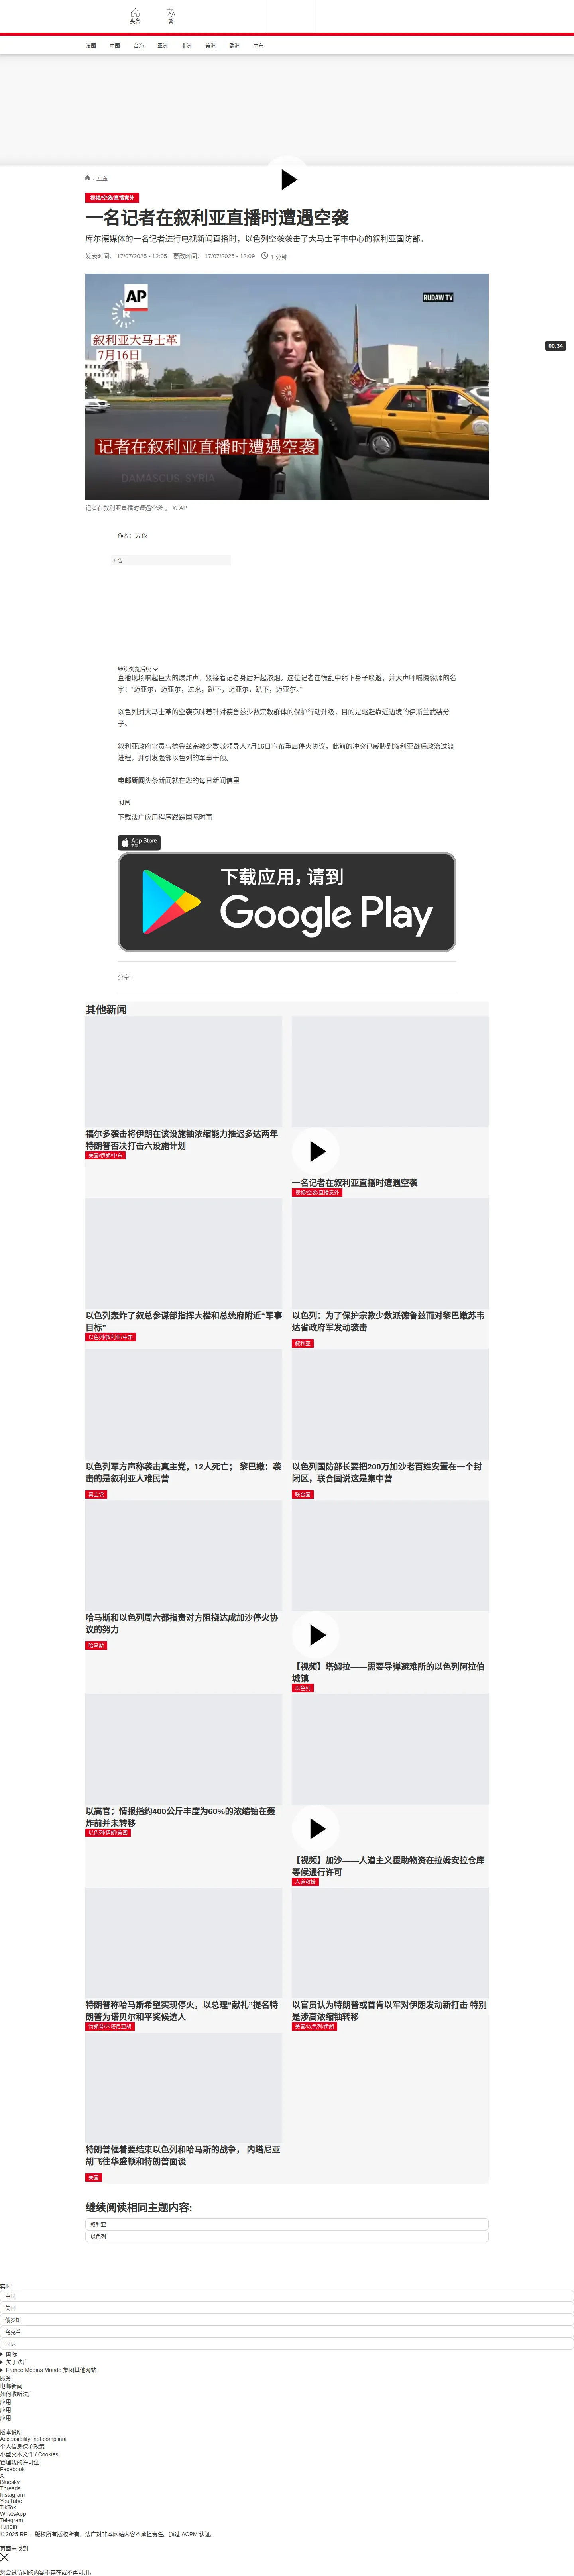 头条
繁
法国
中国
台海
亚洲
非洲
美洲
欧洲
中东
/ 中东
视频/空袭/直播意外
一名记者在叙利亚直播时遭遇空袭
库尔德媒体的一名记者进行电视新闻直播时，以色列空袭袭击了大马士革市中心的叙利亚国防部。
发表时间： 17/07/2025 - 12:05 更改时间： 17/07/2025 - 12:09 1 分钟
00:34
AP
RUDAW TV
叙利亚大马士革
7月16日
记者在叙利亚直播时遭遇空袭
DAMASCUS, SYRIA
记者在叙利亚直播时遭遇空袭 。 © AP
作者： 左依
广告
继续浏览后续
直播现场响起巨大的爆炸声，紧接着记者身后升起浓烟。这位记者在慌乱中躬下身子躲避，并大声呼喊摄像师的名
字：“迈亚尔，迈亚尔，过来，趴下，迈亚尔，趴下，迈亚尔。”
以色列对大马士革的空袭意味着针对德鲁兹少数宗教群体的保护行动升级，目的是驱赶靠近边境的伊斯兰武装分
子。
叙利亚政府官员与德鲁兹宗教少数派领导人7月16日宣布重启停火协议，此前的冲突已威胁到叙利亚战后政治过渡
进程，并引发强邻以色列的军事干预。
电邮新闻头条新闻就在您的每日新闻信里
订阅
下载法广应用程序跟踪国际时事
App Store
下载
下载应用，请到
Google Play
分享 :
其他新闻
福尔多袭击将伊朗在该设施铀浓缩能力推迟多达两年
特朗普否决打击六设施计划
美国/伊朗/中东
一名记者在叙利亚直播时遭遇空袭
视频/空袭/直播意外
以色列轰炸了叙总参谋部指挥大楼和总统府附近“军事
目标”
以色列/叙利亚/中东
以色列：为了保护宗教少数派德鲁兹而对黎巴嫩苏韦
达省政府军发动袭击
叙利亚
以色列军方声称袭击真主党，12人死亡； 黎巴嫩：袭
击的是叙利亚人难民营
真主党
以色列国防部长要把200万加沙老百姓安置在一个封
闭区，联合国说这是集中营
联合国
哈马斯和以色列周六都指责对方阻挠达成加沙停火协
议的努力
哈马斯
【视频】塔姆拉——需要导弹避难所的以色列阿拉伯
城镇
以色列
以高官：情报指约400公斤丰度为60%的浓缩铀在轰
炸前并未转移
以色列/伊朗/美国
【视频】加沙——人道主义援助物资在拉姆安拉仓库
等候通行许可
人道救援
特朗普称哈马斯希望实现停火，以总理“献礼”提名特
朗普为诺贝尔和平奖候选人
特朗普/内塔尼亚胡
以官员认为特朗普或首肯以军对伊朗发动新打击 特别
是涉高浓缩铀转移
美国/以色列/伊朗
特朗普催着要结束以色列和哈马斯的战争， 内塔尼亚
胡飞往华盛顿和特朗普面谈
美国
继续阅读相同主题内容:
叙利亚
以色列
实时
中国
美国
俄罗斯
乌克兰
国际
国际
关于法广
France Médias Monde 集团其他网站
服务
电邮新闻
如何收听法广
应用
应用
应用
版本说明
Accessibility: not compliant
个人信息保护政策
小型文本文件 / Cookies
管理我的许可证
Facebook
X
Bluesky
Threads
Instagram
YouTube
TikTok
WhatsApp
Telegram
TuneIn
© 2025 RFI – 版权所有版权所有。法广对非本网站内容不承担责任。通过 ACPM 认证。
页面未找到
您尝试访问的内容不存在或不再可用。